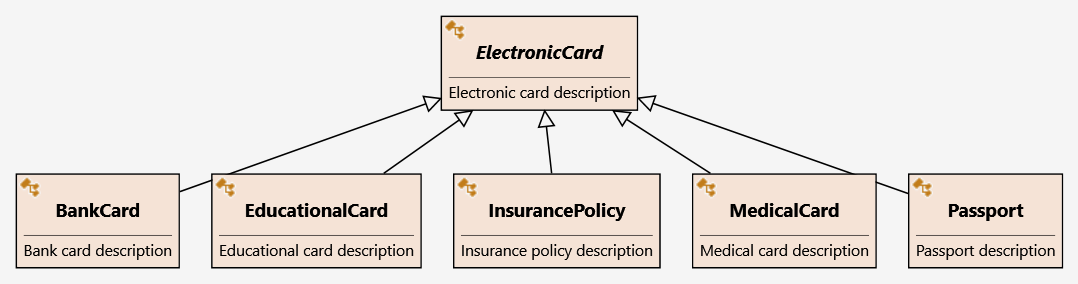 ElectronicCard
Electronic card description
BankCard
Bank card description
EducationalCard
Educational card description
InsurancePolicy
Insurance policy description
MedicalCard
Medical card description
Passport
Passport description